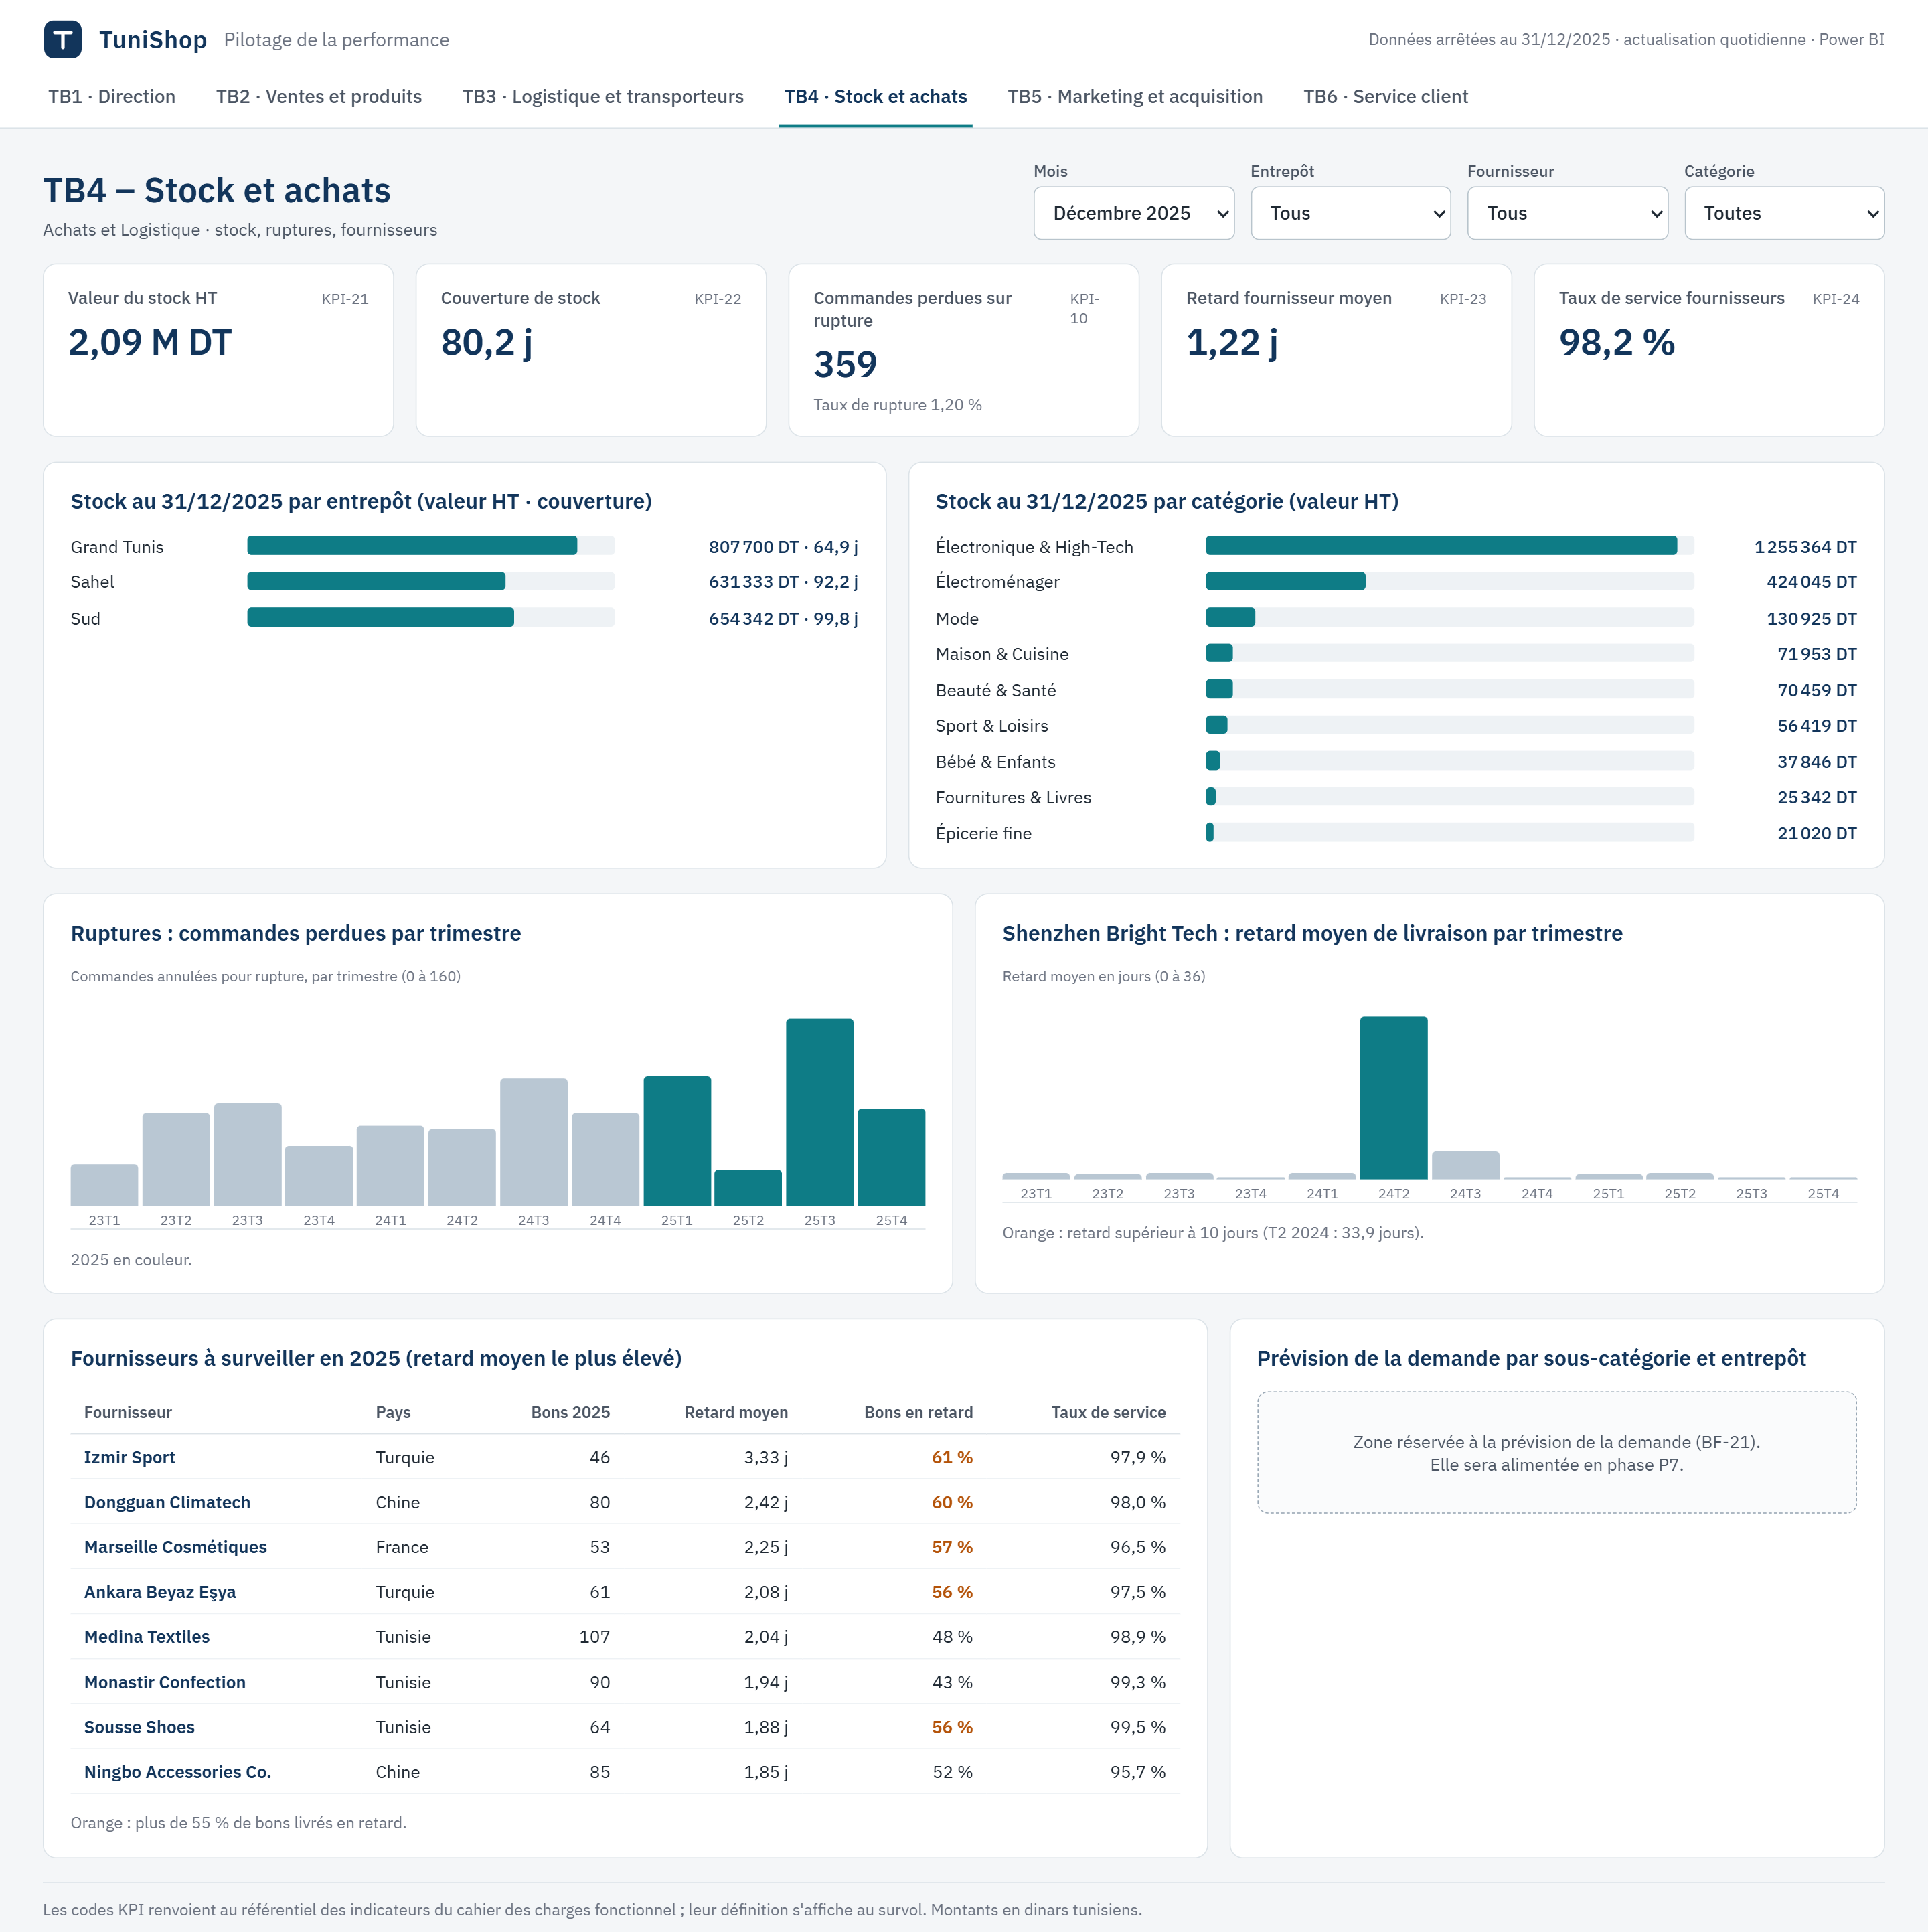 T TuniShop Pilotage de la performance
Données arrêtées au 31/12/2025 · actualisation quotidienne · Power BI
TB1 · Direction TB2 · Ventes et produits TB3 · Logistique et transporteurs TB4 · Stock et achats TB5 · Marketing et acquisition TB6 · Service client
TB4 – Stock et achats
Achats et Logistique · stock, ruptures, fournisseurs
Mois Entrepôt Fournisseur Catégorie
Décembre 2025 Tous Tous Toutes
Valeur du stock HT KPI-21
2,09 M DT
Couverture de stock KPI-22
80,2 j
Commandes perdues sur KPI-
rupture 10
359
Taux de rupture 1,20 %
Retard fournisseur moyen KPI-23
1,22 j
Taux de service fournisseurs KPI-24
98,2 %
Stock au 31/12/2025 par entrepôt (valeur HT · couverture)
Grand Tunis 807 700 DT · 64,9 j
Sahel 631 333 DT · 92,2 j
Sud 654 342 DT · 99,8 j
Stock au 31/12/2025 par catégorie (valeur HT)
Électronique & High-Tech 1 255 364 DT
Électroménager 424 045 DT
Mode 130 925 DT
Maison & Cuisine 71 953 DT
Beauté & Santé 70 459 DT
Sport & Loisirs 56 419 DT
Bébé & Enfants 37 846 DT
Fournitures & Livres 25 342 DT
Épicerie fine 21 020 DT
Ruptures : commandes perdues par trimestre
Commandes annulées pour rupture, par trimestre (0 à 160)
23T1 23T2 23T3 23T4 24T1 24T2 24T3 24T4 25T1 25T2 25T3 25T4
2025 en couleur.
Shenzhen Bright Tech : retard moyen de livraison par trimestre
Retard moyen en jours (0 à 36)
23T1 23T2 23T3 23T4 24T1 24T2 24T3 24T4 25T1 25T2 25T3 25T4
Orange : retard supérieur à 10 jours (T2 2024 : 33,9 jours).
Fournisseurs à surveiller en 2025 (retard moyen le plus élevé)
Fournisseur Pays Bons 2025 Retard moyen Bons en retard Taux de service
Izmir Sport Turquie 46 3,33 j 61 % 97,9 %
Dongguan Climatech Chine 80 2,42 j 60 % 98,0 %
Marseille Cosmétiques France 53 2,25 j 57 % 96,5 %
Ankara Beyaz Eşya Turquie 61 2,08 j 56 % 97,5 %
Medina Textiles Tunisie 107 2,04 j 48 % 98,9 %
Monastir Confection Tunisie 90 1,94 j 43 % 99,3 %
Sousse Shoes Tunisie 64 1,88 j 56 % 99,5 %
Ningbo Accessories Co. Chine 85 1,85 j 52 % 95,7 %
Orange : plus de 55 % de bons livrés en retard.
Prévision de la demande par sous-catégorie et entrepôt
Zone réservée à la prévision de la demande (BF-21).
Elle sera alimentée en phase P7.
Les codes KPI renvoient au référentiel des indicateurs du cahier des charges fonctionnel ; leur définition s'affiche au survol. Montants en dinars tunisiens.